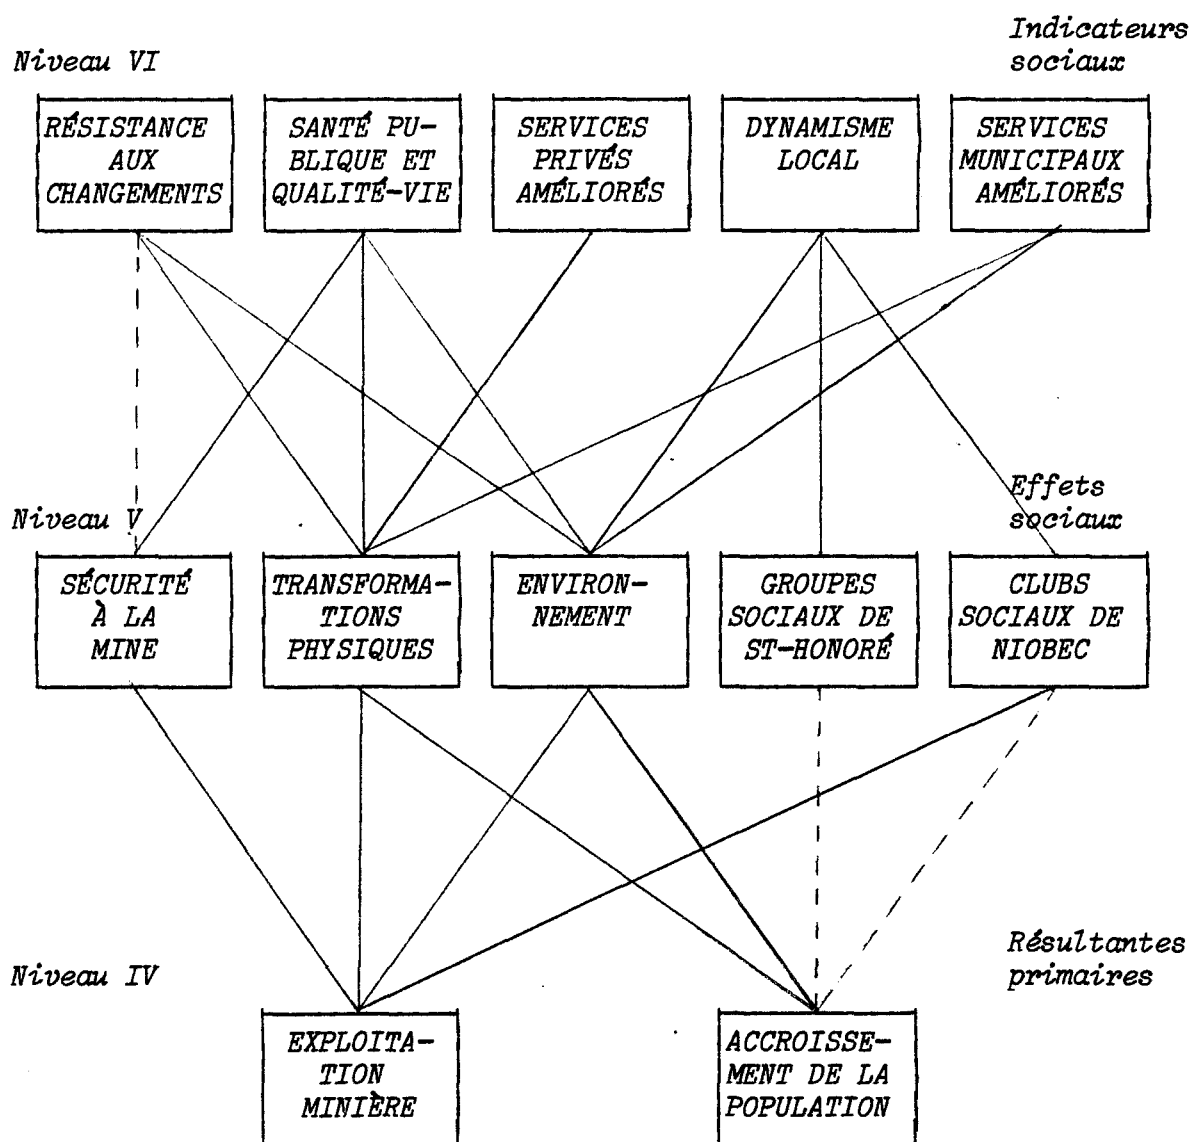 Indicateurs
sociaux
Niveau VI
RÉSISTANCE
AUX
CHANGEMENTS
SANTÉ PU-
BLIQUE ET
QUALITÉ-VIE
SERVICES
PRIVÉS
AMÉLIORÉS
DYNAMISME
LOCAL
SERVICES
MUNICIPAUX
AMÉLIORÉS
Niveau V
Effets
sociaux
SÉCURITÉ
À LA
MINE
TRANSFORMA-
TIONS
PHYSIQUES
ENVIRON-
NEMENT
GROUPES
SOCIAUX DE
ST-HONORÉ
CLUBS
SOCIAUX DE
NIOBEC
Niveau IV
Résultantes
primaires
EXPLOITA-
TION
MINIÈRE
ACCROISSE-
MENT DE LA
POPULATION